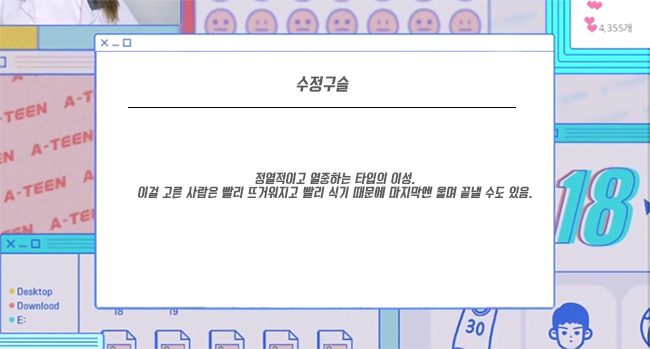 4,355개
수정구슬
정열적이고 열중하는 타입의 이성.
이걸 고른 사람은 빨리 뜨거워지고 빨리 식기 때문에 마지막엔 울며 끝낼 수도 있음.
A-TEEN
A-TEEN
A-TEEN
A-TEEN
A-TEEN
18
Desktop
Download
E:
18
19
30